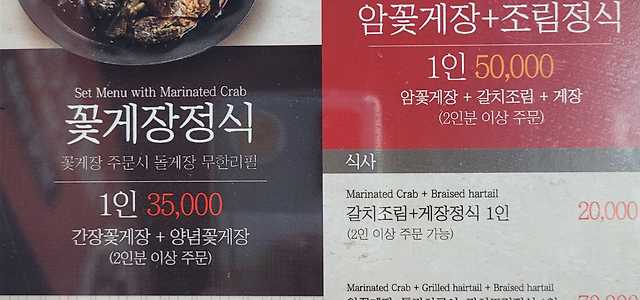 Set Menu with Marinated Crab
꽃게장정식
꽃게장 주문시 돌게장 무한리필
1인 35,000
간장꽃게장 + 양념꽃게장
(2인분 이상 주문)
암꽃게장+조림정식
1인 50,000
암꽃게장 + 갈치조림 + 게장
(2인분 이상 주문)
식사
Marinated Crab + Braised hartail
갈치조림+게장정식 1인 20,000
(2인 이상 주문 가능)
Marinated Crab + Grilled hairtail + Braised hairtail